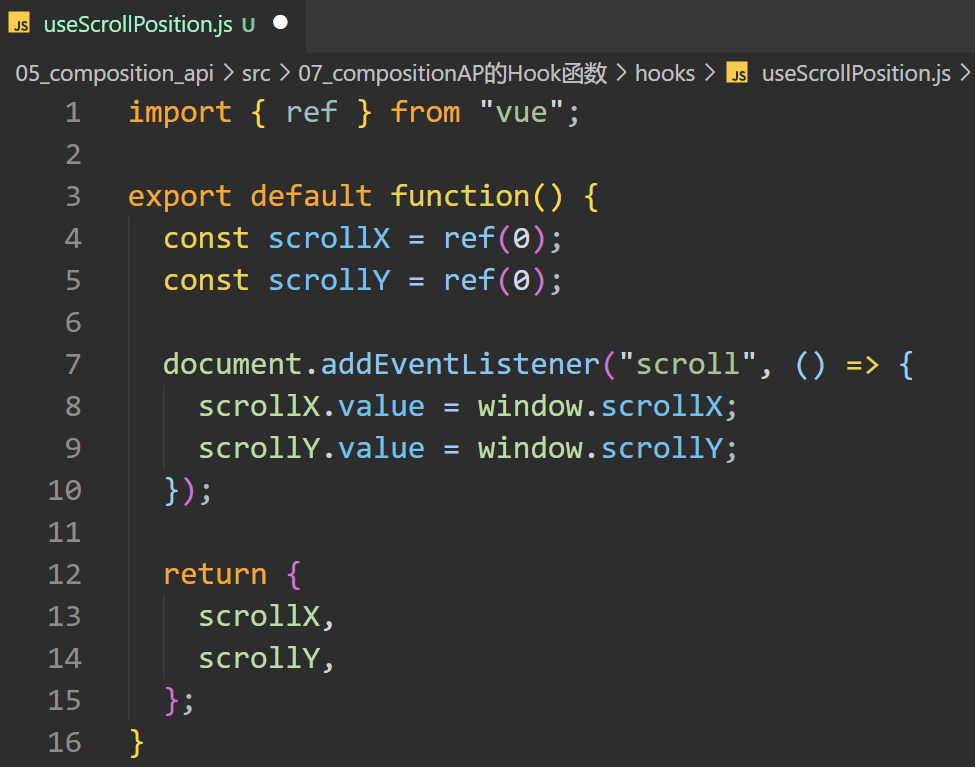 JS useScrollPosition.js U
05_composition_api > src > 07_compositionAP的Hook函数 > hooks > JS useScrollPosition.js >
1 import { ref } from "vue";
2
3 export default function() {
4   const scrollX = ref(0);
5   const scrollY = ref(0);
6
7   document.addEventListener("scroll", () => {
8     scrollX.value = window.scrollX;
9     scrollY.value = window.scrollY;
10   });
11
12   return {
13     scrollX,
14     scrollY,
15   };
16 }